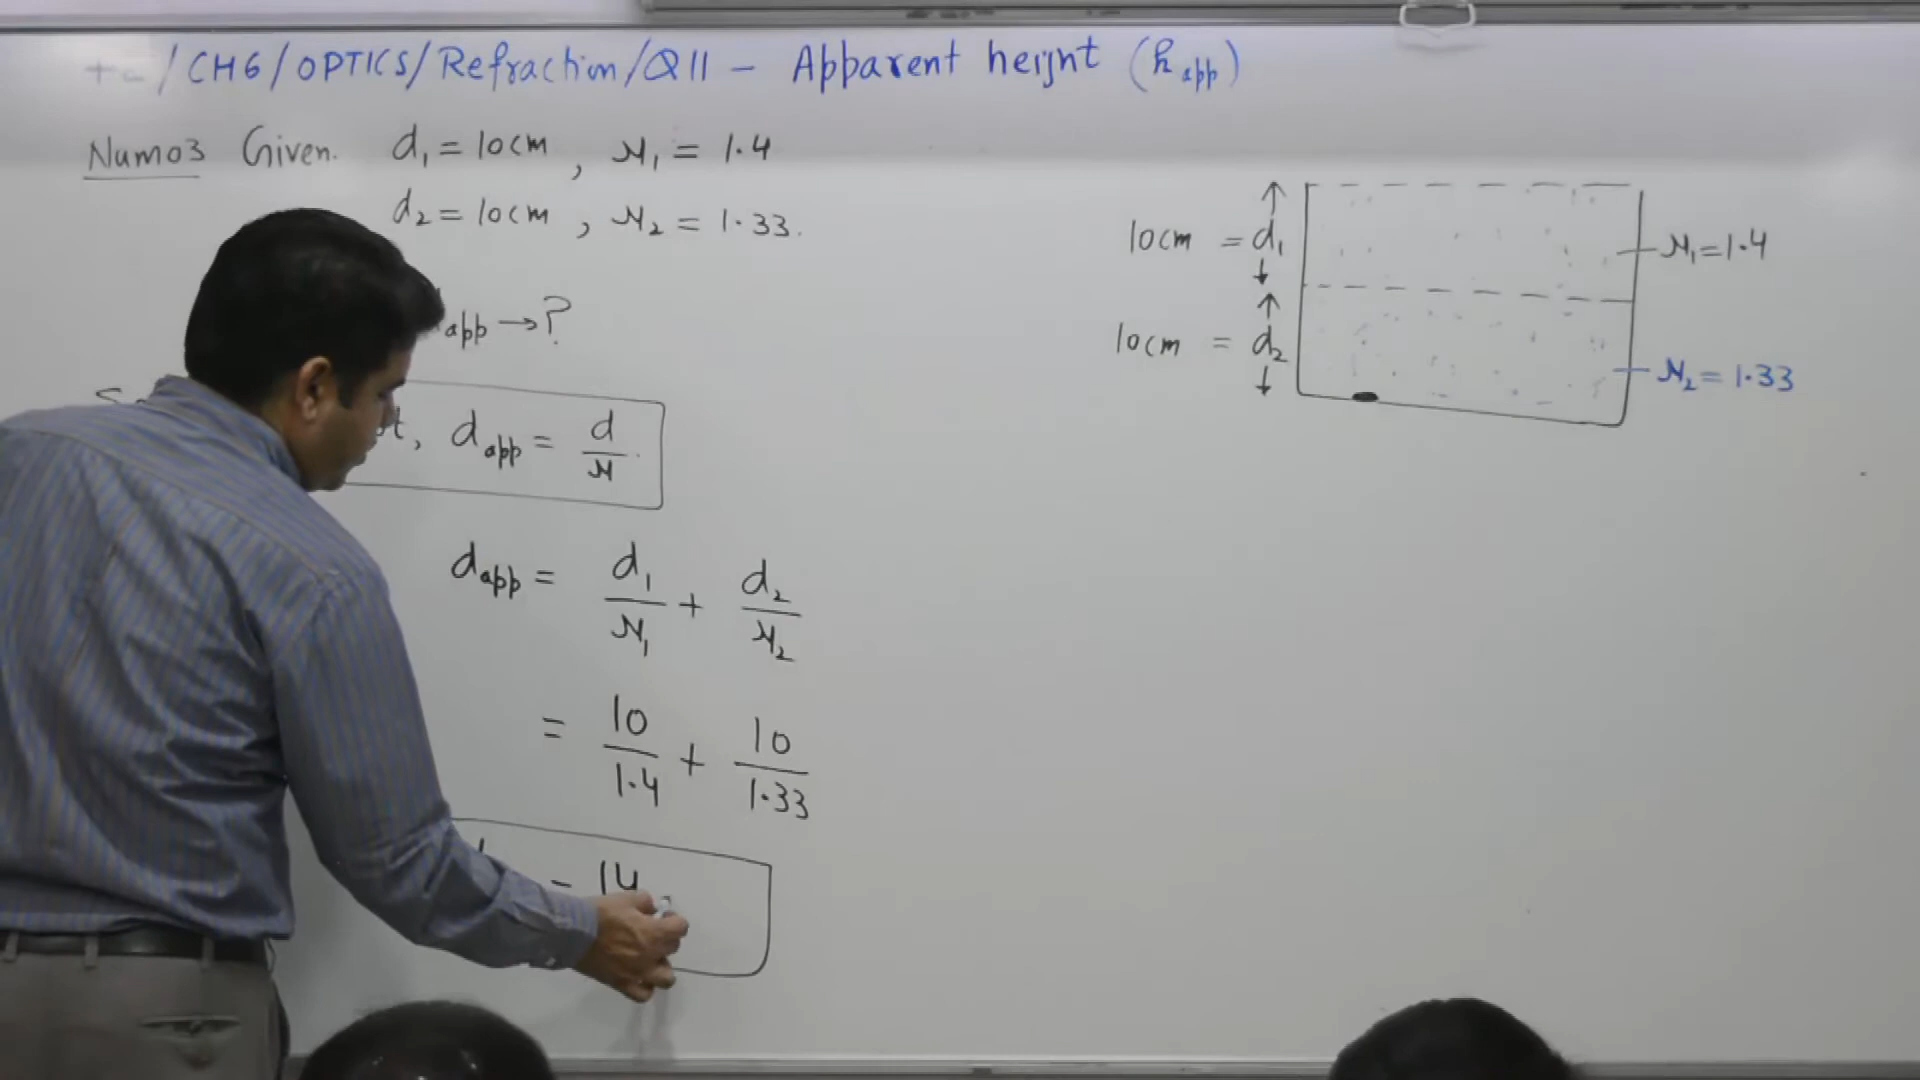 /CH6/OPTICS/Refraction/Q11 - Apparent height (h app)
Num03 Given. d₁ = 10cm , μ₁ = 1.4
d₂ = 10cm , μ₂ = 1.33.
app → ?
d app = d/μ
d app = d₁/μ₁ + d₂/μ₂
= 10/1.4 + 10/1.33
= 14
10cm = d₁
μ₁ = 1.4
10cm = d₂
μ₂ = 1.33